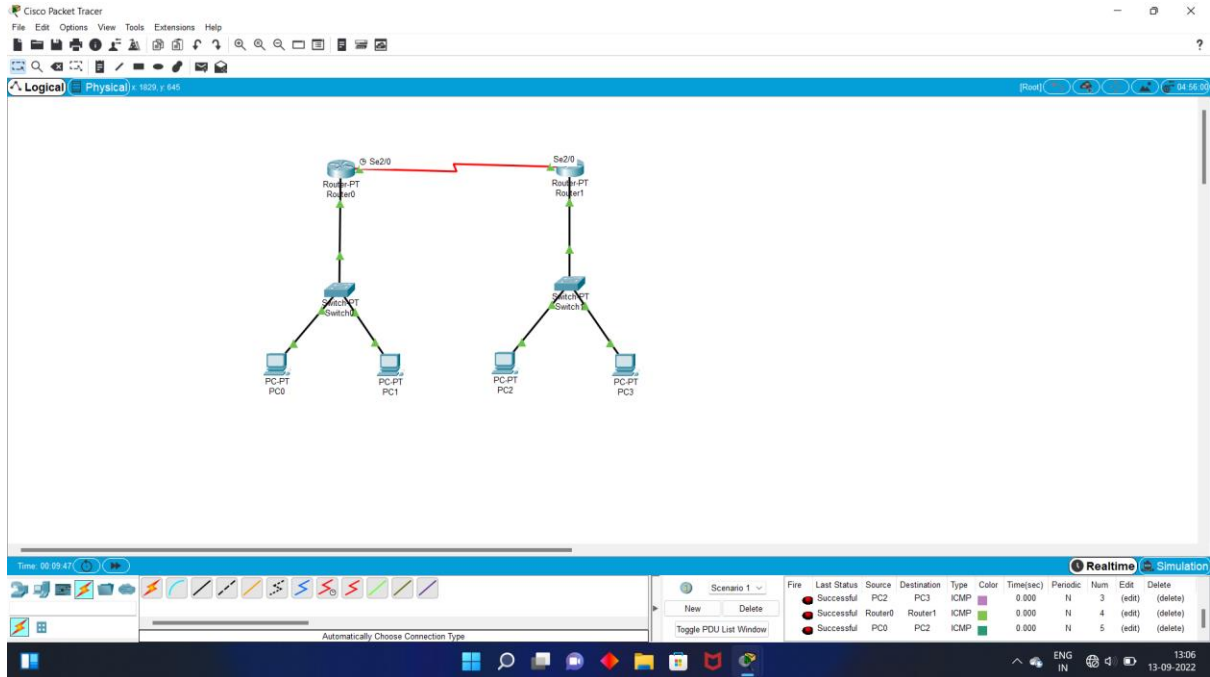 Cisco Packet Tracer
File Edit Options View Tools Extensions Help
?
Logical Physical x: 1829, y: 645 [Root] 04:56:00
Se2/0 Se2/0
Router-PT Router-PT
Router0 Router1
Switch-PT Switch-PT
Switch0 Switch1
PC-PT PC-PT PC-PT PC-PT
PC0 PC1 PC2 PC3
Time: 00:09:47 Realtime Simulation
Scenario 1 Fire Last Status Source Destination Type Color Time(sec) Periodic Num Edit Delete
Successful PC2 PC3 ICMP 0.000 N 3 (edit) (delete)
New Delete Successful Router0 Router1 ICMP 0.000 N 4 (edit) (delete)
Toggle PDU List Window Successful PC0 PC2 ICMP 0.000 N 5 (edit) (delete)
Automatically Choose Connection Type
ENG 13:06
IN 13-09-2022